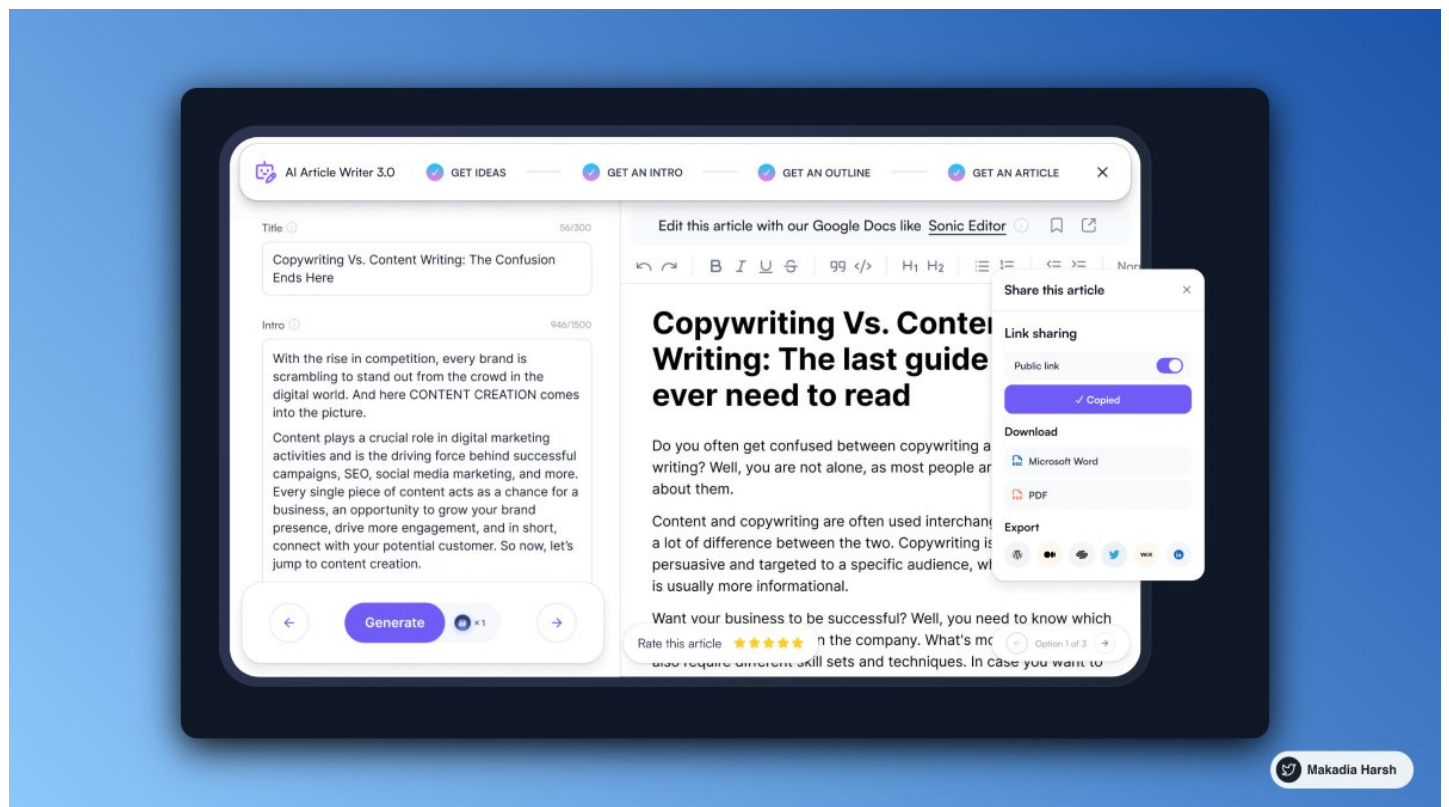 AI Article Writer 3.0
GET IDEAS
GET AN INTRO
GET AN OUTLINE
GET AN ARTICLE
Title
56/300
Copywriting Vs. Content Writing: The Confusion
Ends Here
Intro
946/1500
With the rise in competition, every brand is
scrambling to stand out from the crowd in the
digital world. And here CONTENT CREATION comes
into the picture.
Content plays a crucial role in digital marketing
activities and is the driving force behind successful
campaigns, SEO, social media marketing, and more.
Every single piece of content acts as a chance for a
business, an opportunity to grow your brand
presence, drive more engagement, and in short,
connect with your potential customer. So now, let's
jump to content creation.
Generate
×1
Edit this article with our Google Docs like Sonic Editor
B I U S H1 H2
Copywriting Vs.
Writing: The last guide
ever need to read
Do you often get confused between copywriting
writing? Well, you are not alone, as most people
about them.
Content and copywriting are often used
a lot of difference between the two. Copywriting is
persuasive and targeted to a specific audience,
is usually more informational.
Want your business to be successful? Well, you need to know which
n the company. What's
also require different skill sets and techniques. In case you want to
Rate this article
Option 1 of 3
Share this article
Link sharing
Public link
✓ Copied
Download
Microsoft Word
PDF
Export
WiX
in
Makadia Harsh